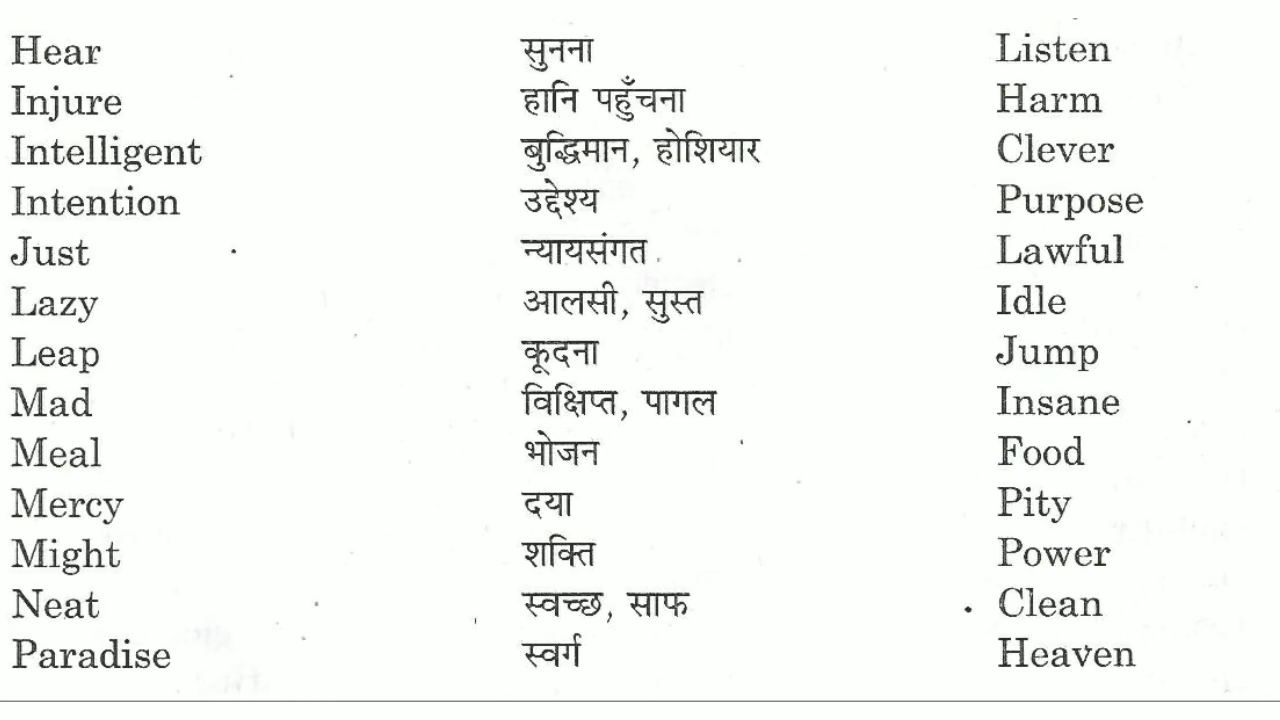 Hear सुनना Listen
Injure हानि पहुँचना Harm
Intelligent बुद्धिमान, होशियार Clever
Intention उद्देश्य Purpose
Just न्यायसंगत Lawful
Lazy आलसी, सुस्त Idle
Leap कूदना Jump
Mad विक्षिप्त, पागल Insane
Meal भोजन Food
Mercy दया Pity
Might शक्ति Power
Neat स्वच्छ, साफ Clean
Paradise स्वर्ग Heaven